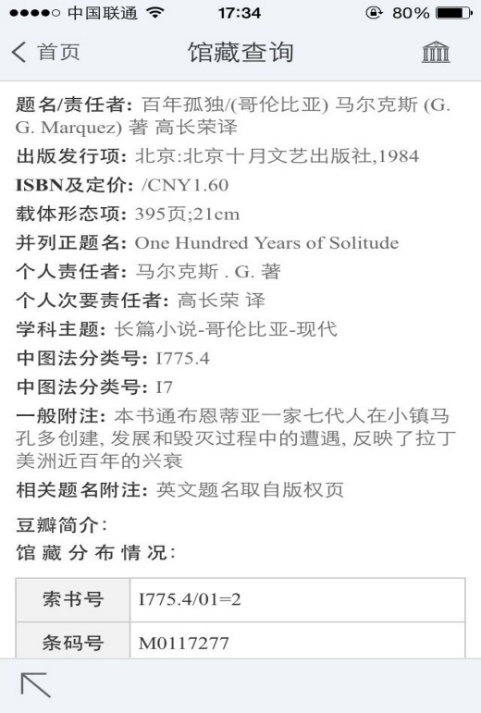 中国联通 17:34 80%
首页 馆藏查询
题名/责任者: 百年孤独/(哥伦比亚) 马尔克斯 (G.
G. Marquez) 著 高长荣译
出版发行项: 北京:北京十月文艺出版社,1984
ISBN及定价: /CNY1.60
载体形态项: 395页;21cm
并列正题名: One Hundred Years of Solitude
个人责任者: 马尔克斯 . G. 著
个人次要责任者: 高长荣 译
学科主题: 长篇小说-哥伦比亚-现代
中图法分类号: I775.4
中图法分类号: I7
一般附注: 本书通布恩蒂亚一家七代人在小镇马
孔多创建, 发展和毁灭过程中的遭遇, 反映了拉丁
美洲近百年的兴衰
相关题名附注: 英文题名取自版权页
豆瓣简介:
馆藏分布情况:
索书号 I775.4/01=2
条码号 M0117277